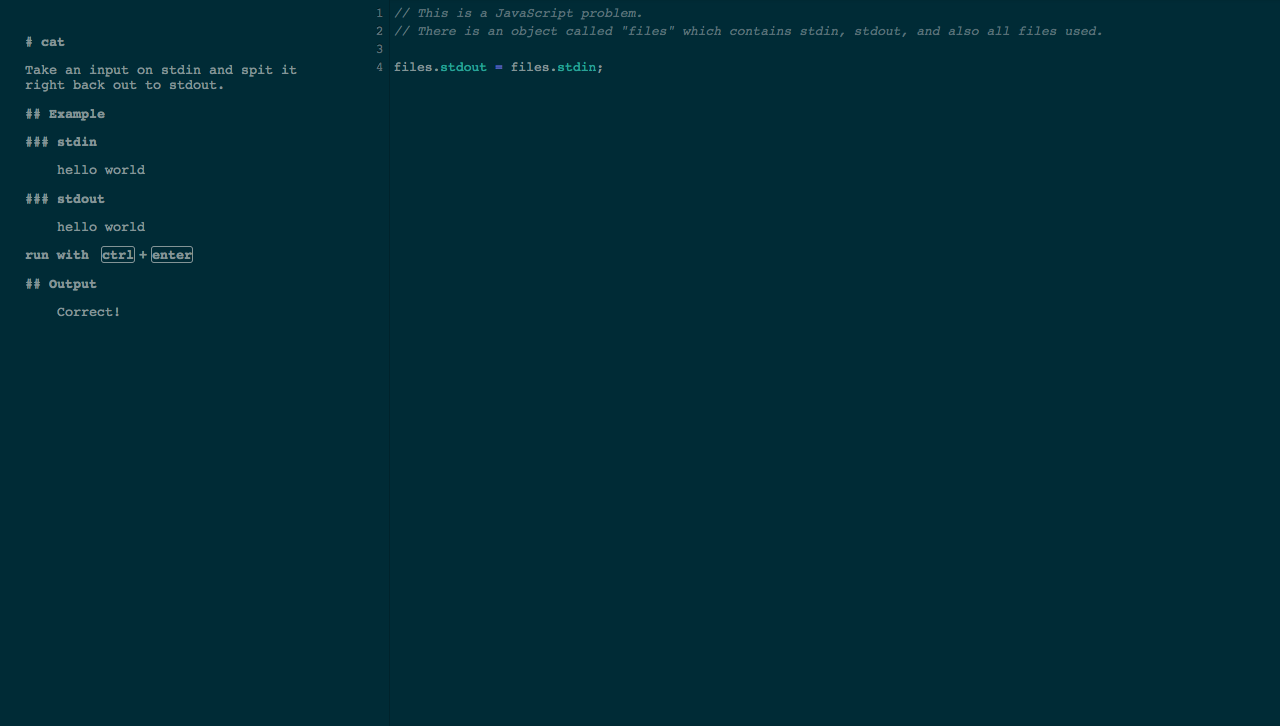 # cat
Take an input on stdin and spit it
right back out to stdout.
## Example
### stdin
hello world
### stdout
hello world
run with ctrl+enter
## Output
Correct!
1 // This is a JavaScript problem.
2 // There is an object called "files" which contains stdin, stdout, and also all files used.
3
4 files.stdout = files.stdin;